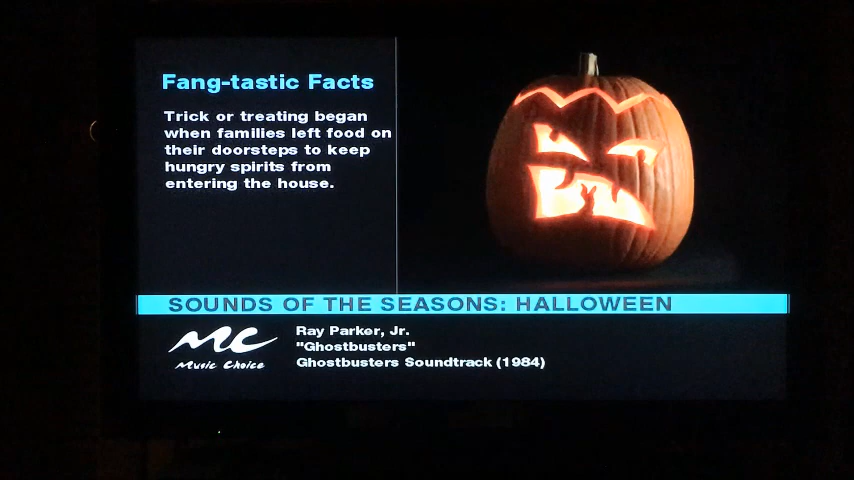 Fang-tastic Facts
Trick or treating began
when families left food on
their doorsteps to keep
hungry spirits from
entering the house.
SOUNDS OF THE SEASONS: HALLOWEEN
MC
Music Choice
Ray Parker, Jr.
"Ghostbusters"
Ghostbusters Soundtrack (1984)